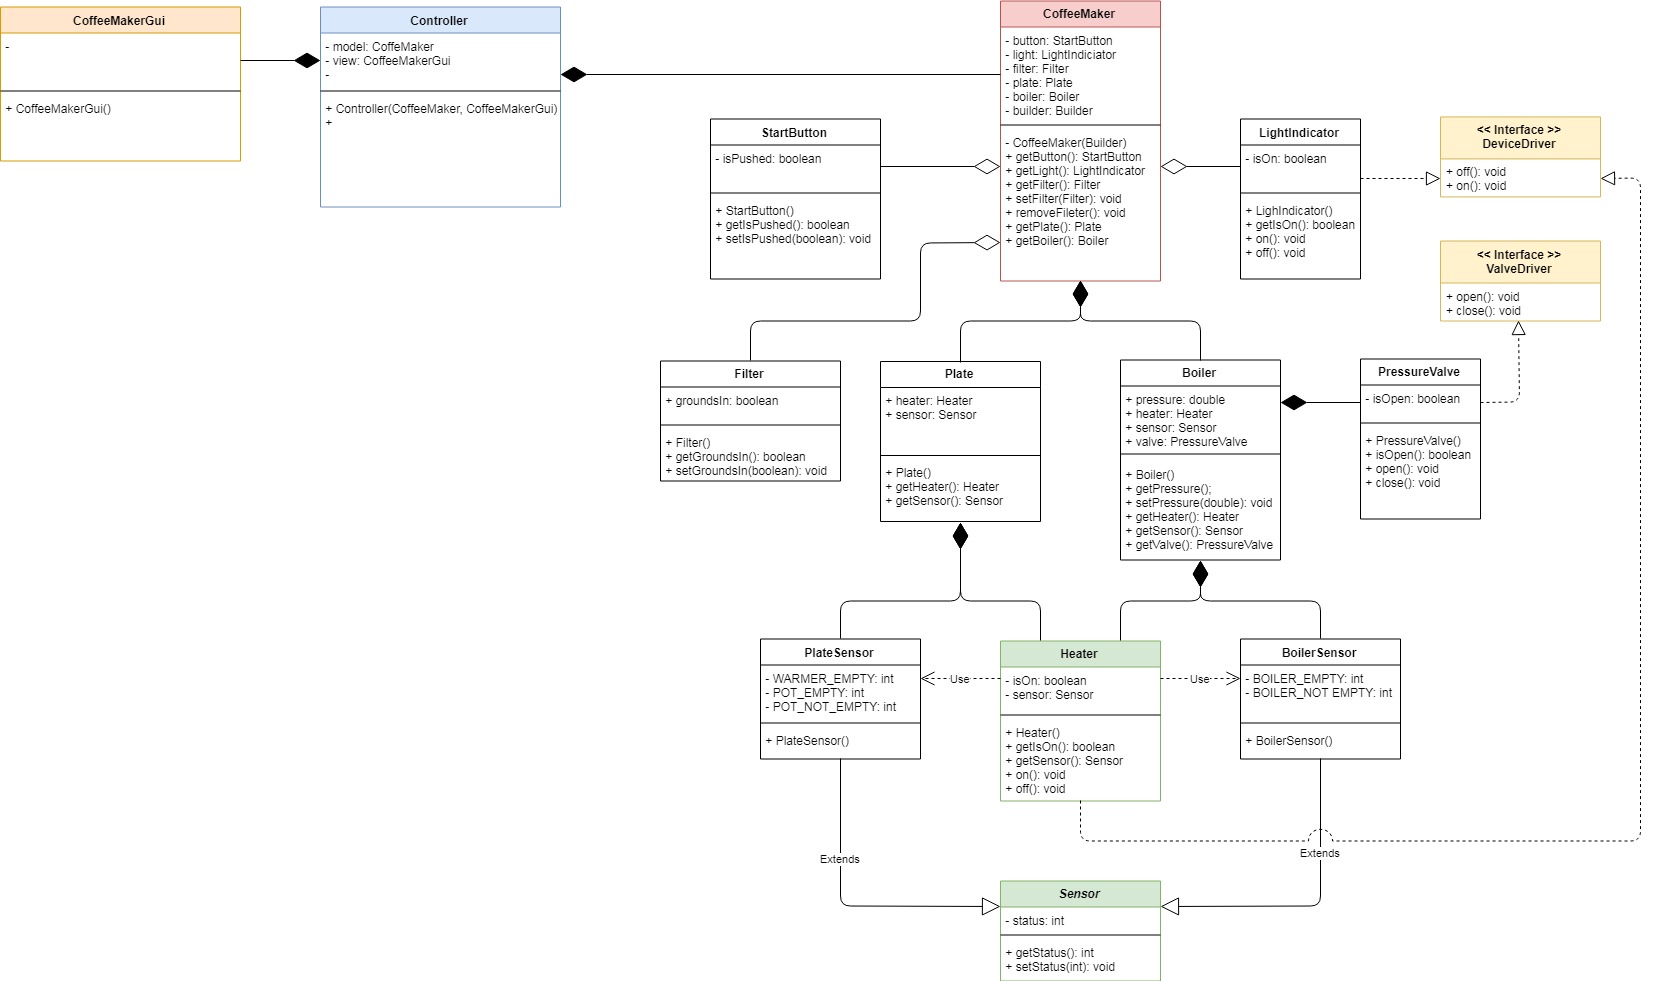 CoffeeMakerGui
-
+ CoffeeMakerGui()
Controller
- model: CoffeMaker
- view: CoffeeMakerGui
-
+ Controller(CoffeeMaker, CoffeeMakerGui)
+
CoffeeMaker
- button: StartButton
- light: LightIndiciator
- filter: Filter
- plate: Plate
- boiler: Boiler
- builder: Builder
- CoffeeMaker(Builder)
+ getButton(): StartButton
+ getLight(): LightIndicator
+ getFilter(): Filter
+ setFilter(Filter): void
+ removeFileter(): void
+ getPlate(): Plate
+ getBoiler(): Boiler
StartButton
- isPushed: boolean
+ StartButton()
+ getIsPushed(): boolean
+ setIsPushed(boolean): void
LightIndicator
- isOn: boolean
+ LighIndicator()
+ getIsOn(): boolean
+ on(): void
+ off(): void
<< Interface >>
DeviceDriver
+ off(): void
+ on(): void
<< Interface >>
ValveDriver
+ open(): void
+ close(): void
Filter
+ groundsIn: boolean
+ Filter()
+ getGroundsIn(): boolean
+ setGroundsIn(boolean): void
Plate
+ heater: Heater
+ sensor: Sensor
+ Plate()
+ getHeater(): Heater
+ getSensor(): Sensor
Boiler
+ pressure: double
+ heater: Heater
+ sensor: Sensor
+ valve: PressureValve
+ Boiler()
+ getPressure();
+ setPressure(double): void
+ getHeater(): Heater
+ getSensor(): Sensor
+ getValve(): PressureValve
PressureValve
- isOpen: boolean
+ PressureValve()
+ isOpen(): boolean
+ open(): void
+ close(): void
PlateSensor
- WARMER_EMPTY: int
- POT_EMPTY: int
- POT_NOT_EMPTY: int
+ PlateSensor()
Use
Heater
- isOn: boolean
- sensor: Sensor
+ Heater()
+ getIsOn(): boolean
+ getSensor(): Sensor
+ on(): void
+ off(): void
Use
BoilerSensor
- BOILER_EMPTY: int
- BOILER_NOT EMPTY: int
+ BoilerSensor()
Extends
Extends
Sensor
- status: int
+ getStatus(): int
+ setStatus(int): void